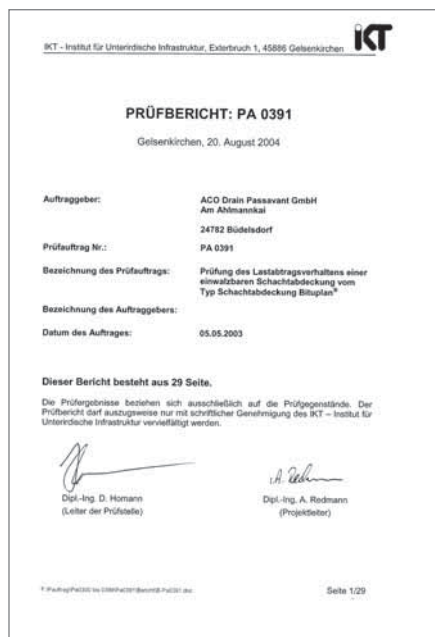 IKT - Institut für Unterirdische Infrastruktur, Exterbruch 1, 45886 Gelsenkirchen
IKT
PRÜFBERICHT: PA 0391
Gelsenkirchen, 20. August 2004
Auftraggeber: ACO Drain Passavant GmbH
Am Ahlmannkai
24782 Büdelsdorf
Prüfauftrag Nr.: PA 0391
Bezeichnung des Prüfauftrags: Prüfung des Lastabtragsverhaltens einer
einwalzbaren Schachtabdeckung vom
Typ Schachtabdeckung Bituplan®
Bezeichnung des Auftraggebers:
Datum des Auftrages: 05.05.2003
Dieser Bericht besteht aus 29 Seite.
Die Prüfergebnisse beziehen sich ausschließlich auf die Prüfgegenstände. Der
Prüfbericht darf auszugsweise nur mit schriftlicher Genehmigung des IKT – Institut für
Unterirdische Infrastruktur vervielfältigt werden.
A. Redmann
Dipl.-Ing. D. Homann Dipl.-Ing. A. Redmann
(Leiter der Prüfstelle) (Projektleiter)
Seite 1/29